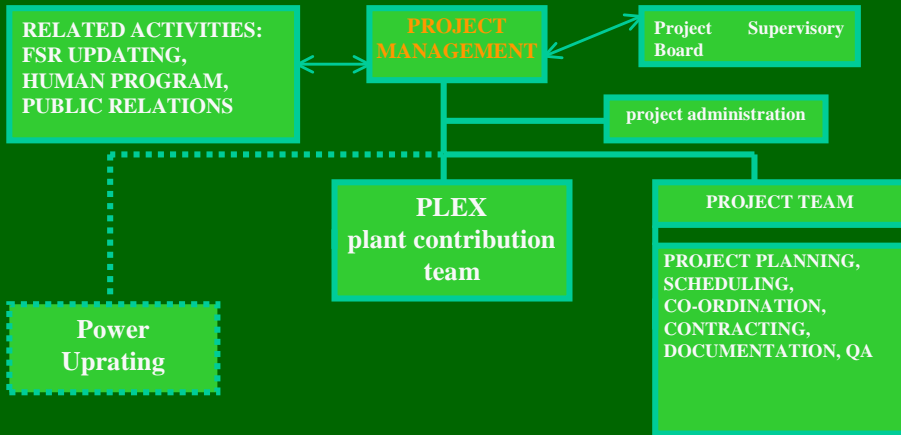 RELATED ACTIVITIES:
FSR UPDATING,
HUMAN PROGRAM,
PUBLIC RELATIONS
PROJECT
MANAGEMENT
Project Supervisory
Board
project administration
PLEX
plant contribution
team
PROJECT TEAM
PROJECT PLANNING,
SCHEDULING,
CO-ORDINATION,
CONTRACTING,
DOCUMENTATION, QA
Power
Uprating